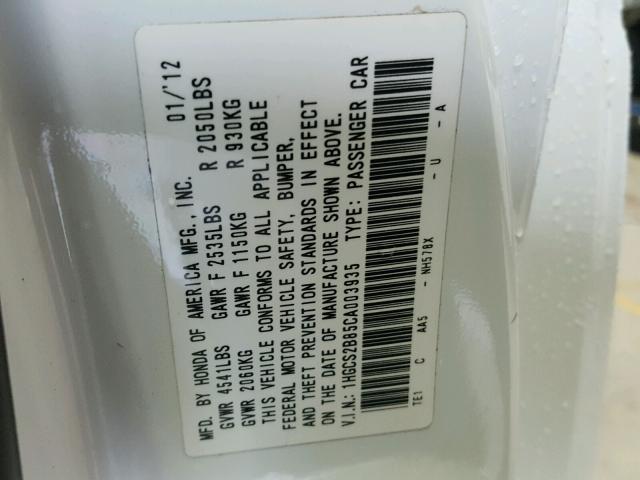 MFD. BY HONDA OF AMERICA MFG., INC. 01/'12
GVWR 4541LBS GAWR F 2535LBS R 2050LBS
GVWR 2060KG GAWR F 1150KG R 930KG
THIS VEHICLE CONFORMS TO ALL APPLICABLE
FEDERAL MOTOR VEHICLE SAFETY, BUMPER,
AND THEFT PREVENTION STANDARDS IN EFFECT
ON THE DATE OF MANUFACTURE SHOWN ABOVE.
V.I.N.: 1HGCS2B85CA003935 TYPE: PASSENGER CAR
TE1 C AA5 - NH578X - U - A